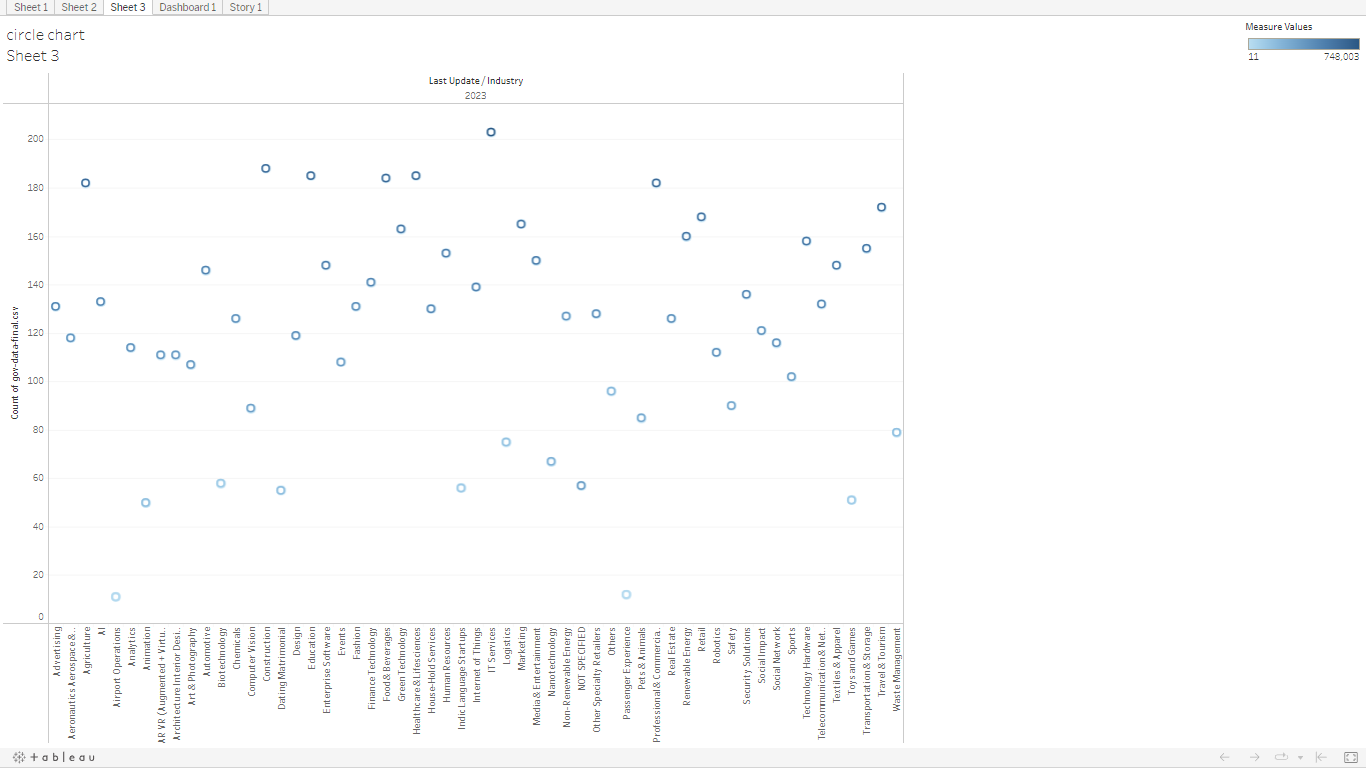 Sheet 1 Sheet 2 Sheet 3 Dashboard 1 Story 1
circle chart
Sheet 3
Measure Values
11 748,003
Last Update / Industry
2023
Count of gov-data-final.csv
200
180
160
140
120
100
80
60
40
20
0
Advertising
Aeronautics Aerospace & ..
Agriculture
AI
Airport Operations
Analytics
Animation
AR VR (Augmented + Virtu..
Architecture Interior Desi..
Art & Photography
Automotive
Biotechnology
Chemicals
Computer Vision
Construction
Dating Matrimonial
Design
Education
Enterprise Software
Events
Fashion
Finance Technology
Food & Beverages
Green Technology
Healthcare & Lifesciences
House-Hold Services
Human Resources
Indic Language Startups
Internet of Things
IT Services
Logistics
Marketing
Media & Entertainment
Nanotechnology
Non-Renewable Energy
NOT SPECIFIED
Other Specialty Retailers
Others
Passenger Experience
Pets & Animals
Professional & Commercia..
Real Estate
Renewable Energy
Retail
Robotics
Safety
Security Solutions
Social Impact
Social Network
Sports
Technology Hardware
Telecommunication & Net..
Textiles & Apparel
Toys and Games
Transportation & Storage
Travel & Tourism
Waste Management
+ableau